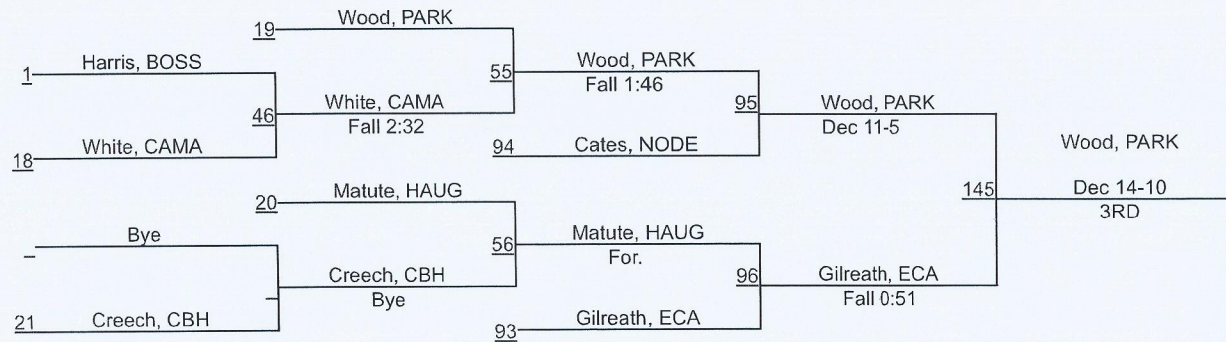 19 Wood, PARK
1 Harris, BOSS
55 Wood, PARK
Fall 1:46
46 White, CAMA
Fall 2:32
95 Wood, PARK
Dec 11-5
18 White, CAMA
94 Cates, NODE
Wood, PARK
145 Dec 14-10
3RD
20 Matute, HAUG
Bye
56 Matute, HAUG
For.
Creech, CBH
Bye
96 Gilreath, ECA
Fall 0:51
21 Creech, CBH
93 Gilreath, ECA